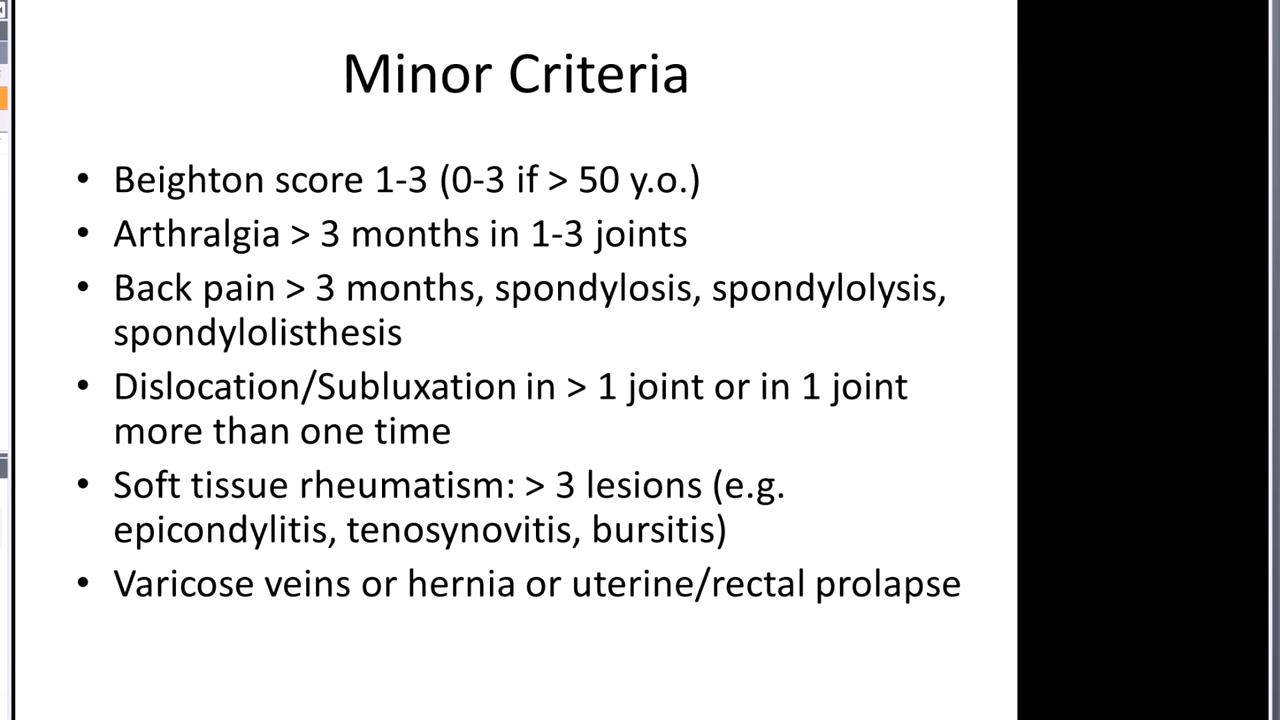 Minor Criteria
• Beighton score 1-3 (0-3 if > 50 y.o.)
• Arthralgia > 3 months in 1-3 joints
• Back pain > 3 months, spondylosis, spondylolysis,
spondylolisthesis
• Dislocation/Subluxation in > 1 joint or in 1 joint
more than one time
• Soft tissue rheumatism: > 3 lesions (e.g.
epicondylitis, tenosynovitis, bursitis)
• Varicose veins or hernia or uterine/rectal prolapse